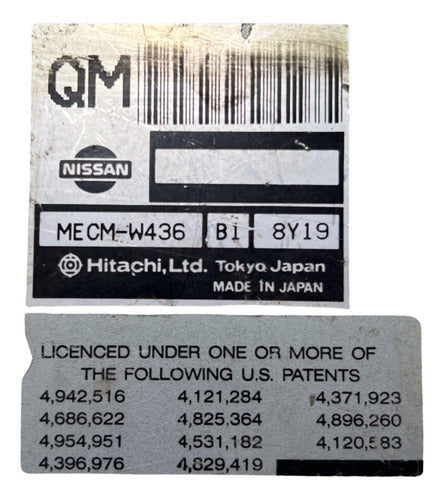 QM
NISSAN
MECM-W436 B1 8Y19
Hitachi, Ltd. Tokyo Japan
MADE IN JAPAN
LICENCED UNDER ONE OR MORE OF
THE FOLLOWING U.S. PATENTS
4,942,516 4,121,284 4,371,923
4,686,622 4,825,364 4,896,260
4,954,951 4,531,182 4,120,583
4,396,976 4,829,419